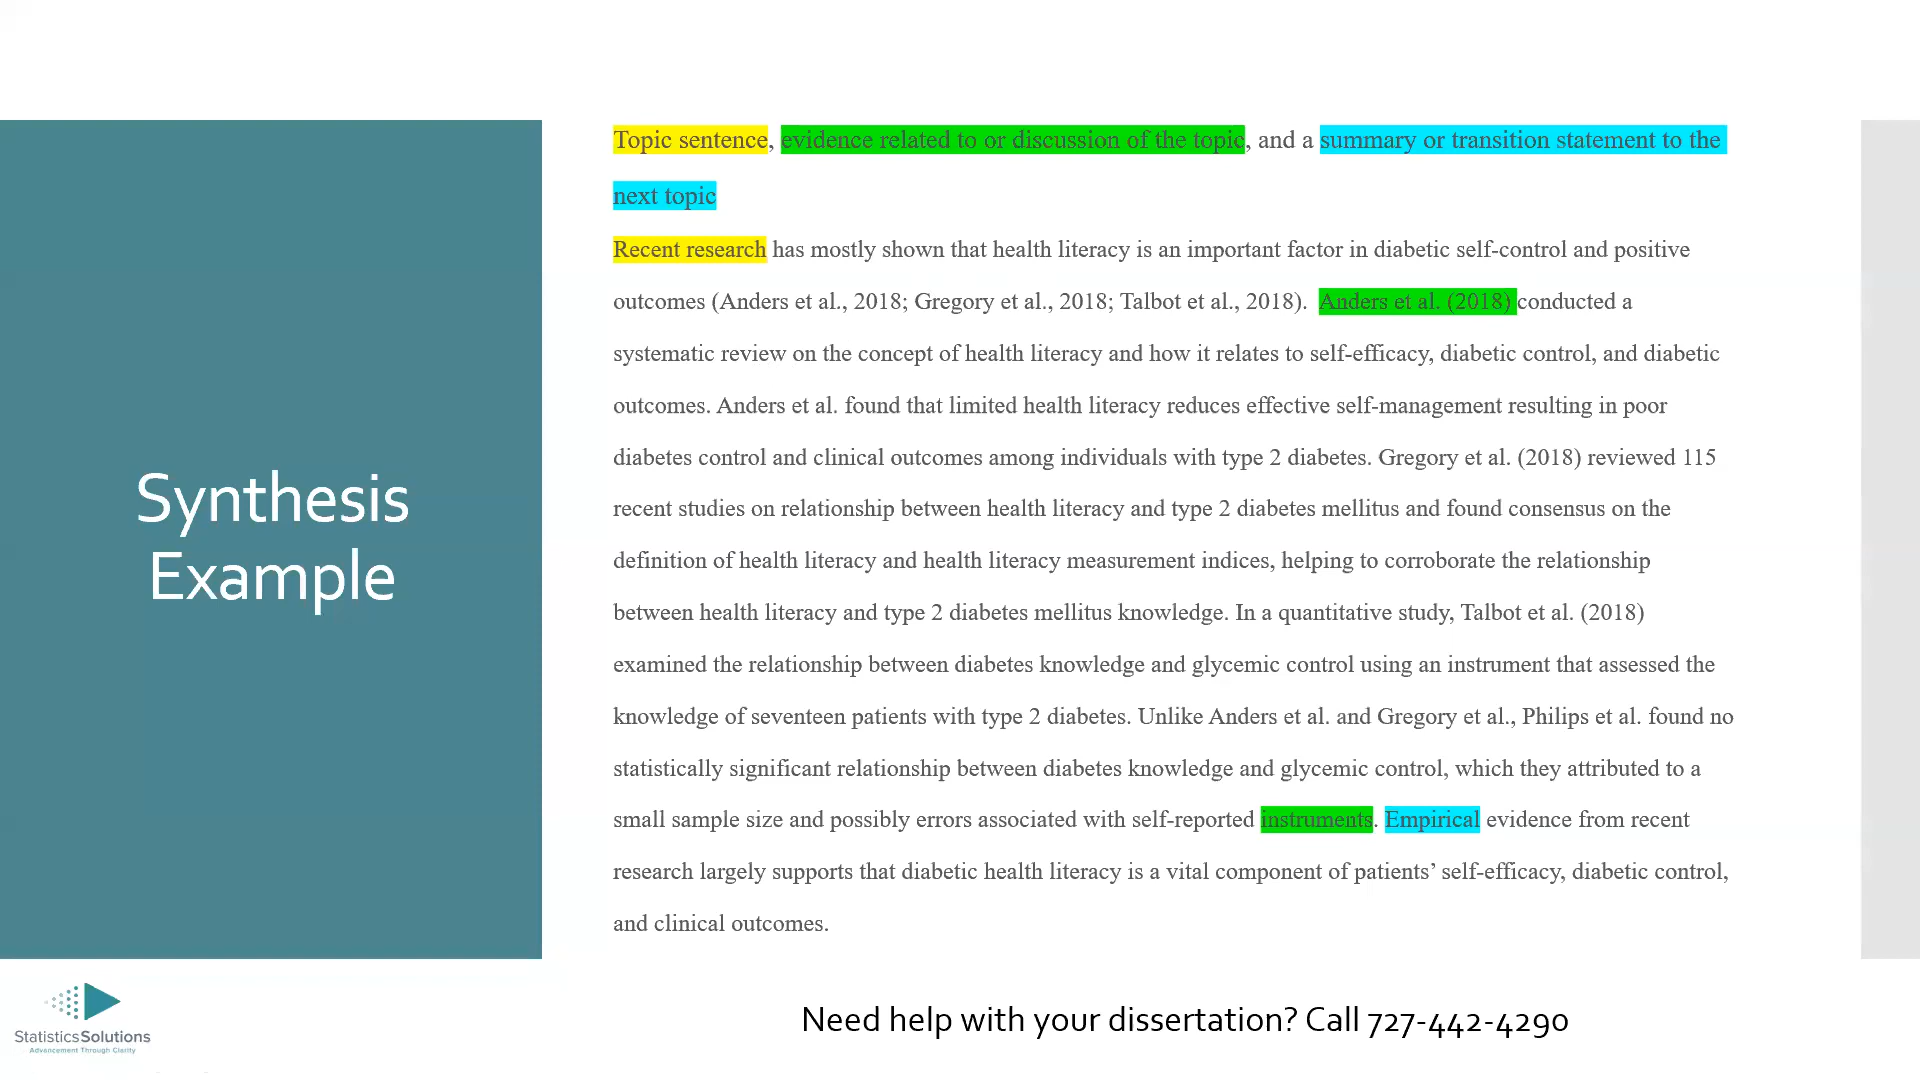 Synthesis
Example
Topic sentence, evidence related to or discussion of the topic, and a summary or transition statement to the
next topic
Recent research has mostly shown that health literacy is an important factor in diabetic self-control and positive
outcomes (Anders et al., 2018; Gregory et al., 2018; Talbot et al., 2018). Anders et al. (2018) conducted a
systematic review on the concept of health literacy and how it relates to self-efficacy, diabetic control, and diabetic
outcomes. Anders et al. found that limited health literacy reduces effective self-management resulting in poor
diabetes control and clinical outcomes among individuals with type 2 diabetes. Gregory et al. (2018) reviewed 115
recent studies on relationship between health literacy and type 2 diabetes mellitus and found consensus on the
definition of health literacy and health literacy measurement indices, helping to corroborate the relationship
between health literacy and type 2 diabetes mellitus knowledge. In a quantitative study, Talbot et al. (2018)
examined the relationship between diabetes knowledge and glycemic control using an instrument that assessed the
knowledge of seventeen patients with type 2 diabetes. Unlike Anders et al. and Gregory et al., Philips et al. found no
statistically significant relationship between diabetes knowledge and glycemic control, which they attributed to a
small sample size and possibly errors associated with self-reported instruments. Empirical evidence from recent
research largely supports that diabetic health literacy is a vital component of patients’ self-efficacy, diabetic control,
and clinical outcomes.
StatisticsSolutions
Advancement Through Clarity
Need help with your dissertation? Call 727-442-4290